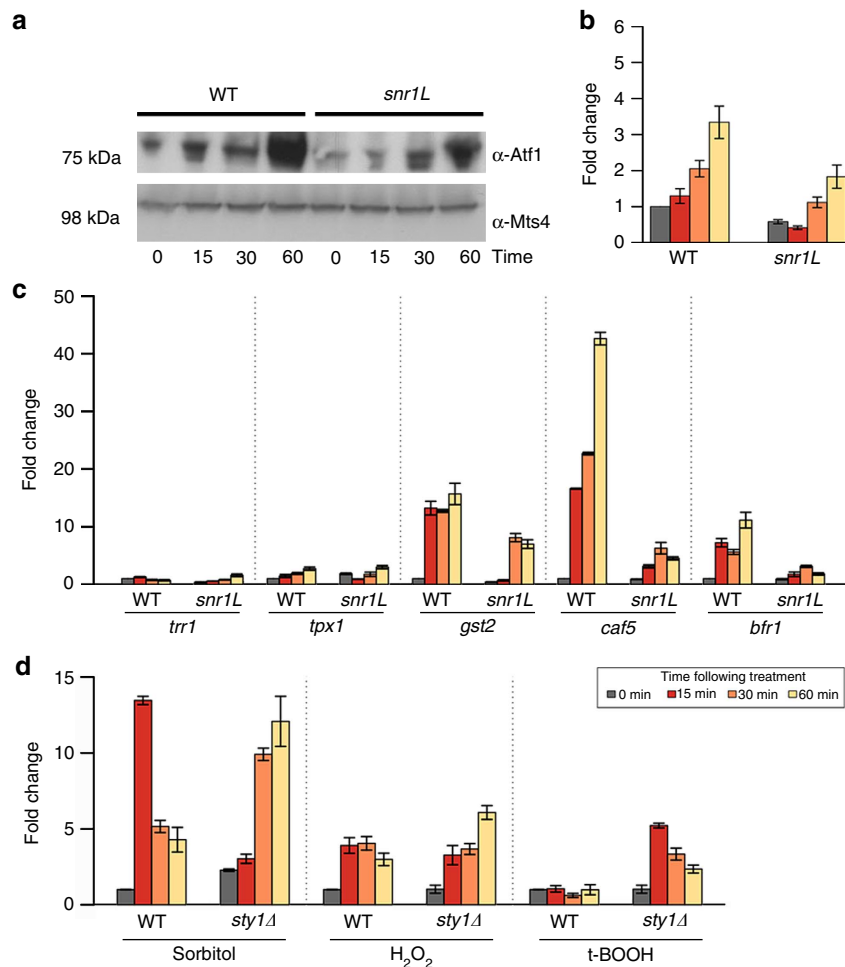 a
WT
snr1L
75 kDa
α-Atf1
98 kDa
α-Mts4
0 15 30 60 0 15 30 60 Time
b
Fold change
6
5
4
3
2
1
0
WT snr1L
c
Fold change
50
40
30
20
10
0
WT snr1L WT snr1L WT snr1L WT snr1L WT snr1L
trr1 tpx1 gst2 caf5 bfr1
d
Fold change
15
10
5
0
Time following treatment
0 min 15 min 30 min 60 min
WT sty1Δ WT sty1Δ WT sty1Δ
Sorbitol H₂O₂ t-BOOH